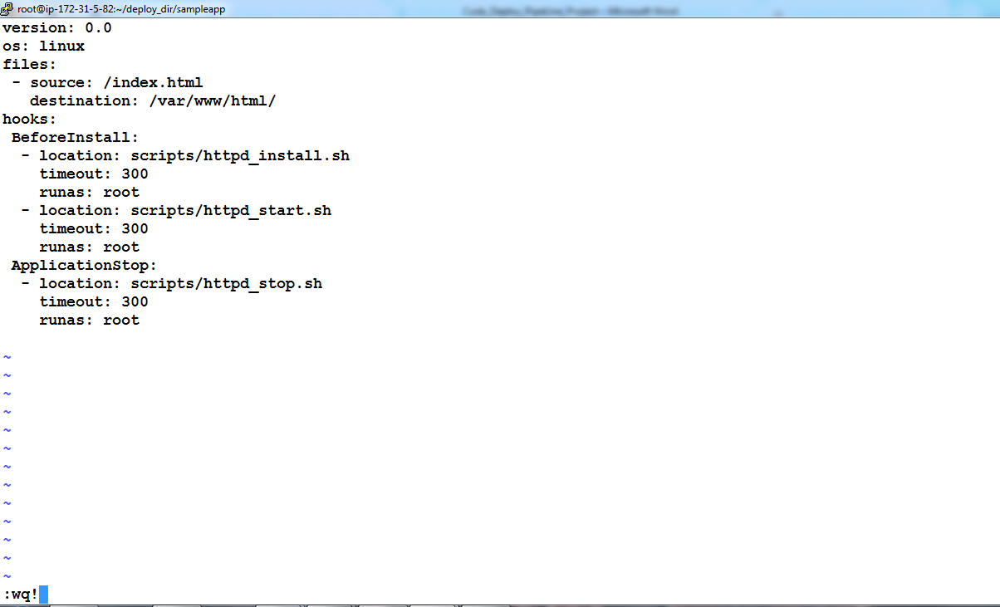 root@ip-172-31-5-82:~/deploy_dir/sampleapp
Code_Deploy_PipeLine_Project - Microsoft Word
version: 0.0
os: linux
files:
 - source: /index.html
   destination: /var/www/html/
hooks:
 BeforeInstall:
  - location: scripts/httpd_install.sh
    timeout: 300
    runas: root
  - location: scripts/httpd_start.sh
    timeout: 300
    runas: root
 ApplicationStop:
  - location: scripts/httpd_stop.sh
    timeout: 300
    runas: root
~
~
~
~
~
~
~
~
~
~
~
~
~
:wq!